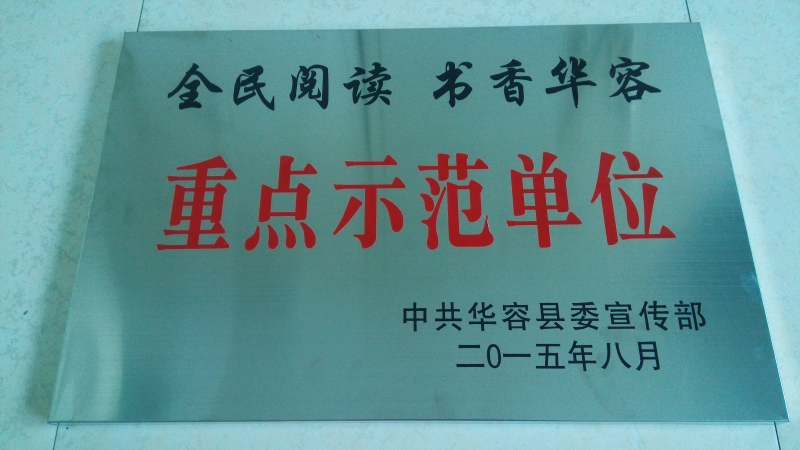 全民阅读 书香华容
重点示范单位
中共华容县委宣传部
二0一五年八月